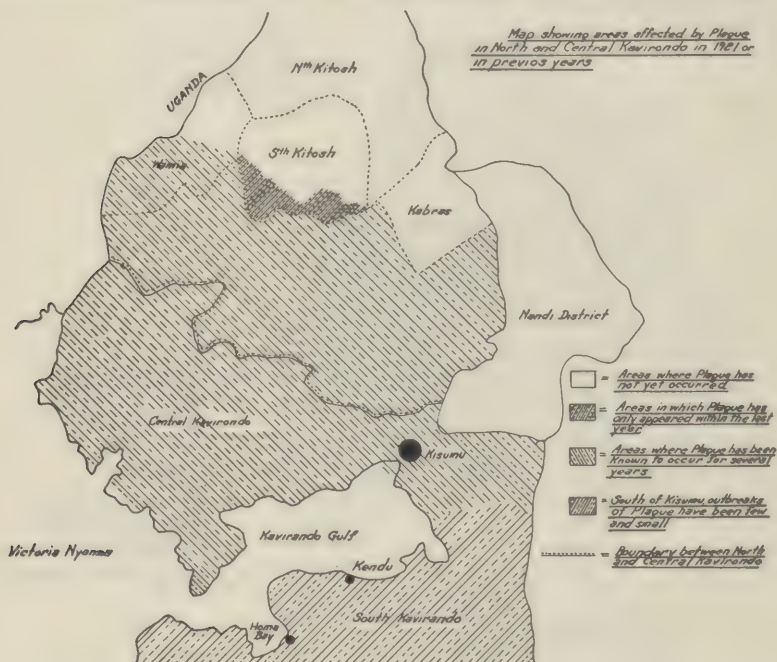 Map showing areas affected by Plague
in North and Central Kavirondo in 1921 or
in previos years
Nth Kitosh
UGANDA
Sth Kitosh
Wamia
Kabras
Nandi District
= Areas where Plague has
not yet occurred
= Areas in which Plague has
only appeared within the last
year
Central Kavirondo
= Areas where Plague has been
known to occur for several
years
Kisumu
= South of Kisumu, outbreaks
of Plague have been few
and small
Kavirando Gulf
Victoria Nyanza
= Boundary between North
and Central Kavirondo
Kendu
South Kavirando
Homa
Bay